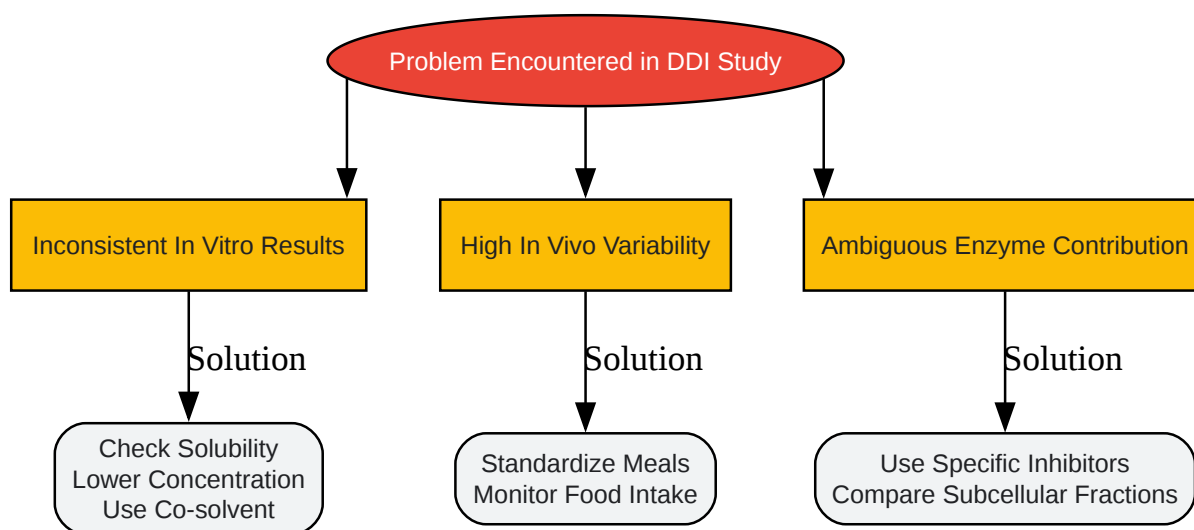 Problem Encountered in DDI Study
Inconsistent In Vitro Results
High In Vivo Variability
Ambiguous Enzyme Contribution
Solution
Solution
Solution
Check Solubility
Lower Concentration
Use Co-solvent
Standardize Meals
Monitor Food Intake
Use Specific Inhibitors
Compare Subcellular Fractions